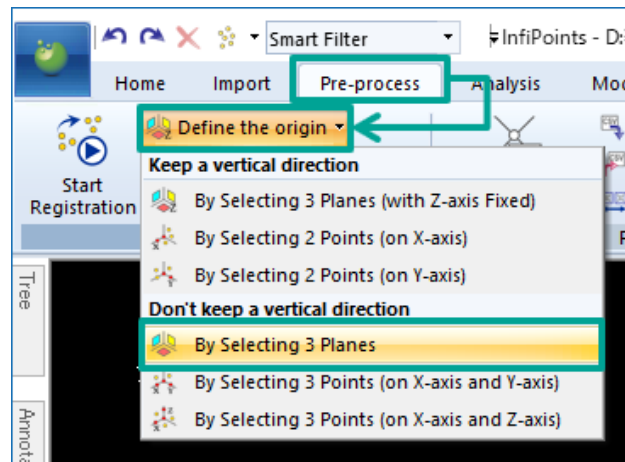 Smart Filter
InfiPoints - D:
Home Import Pre-process Analysis
Define the origin
Start
Registration
Keep a vertical direction
By Selecting 3 Planes (with Z-axis Fixed)
By Selecting 2 Points (on X-axis)
By Selecting 2 Points (on Y-axis)
Don't keep a vertical direction
By Selecting 3 Planes
By Selecting 3 Points (on X-axis and Y-axis)
By Selecting 3 Points (on X-axis and Z-axis)
Tree